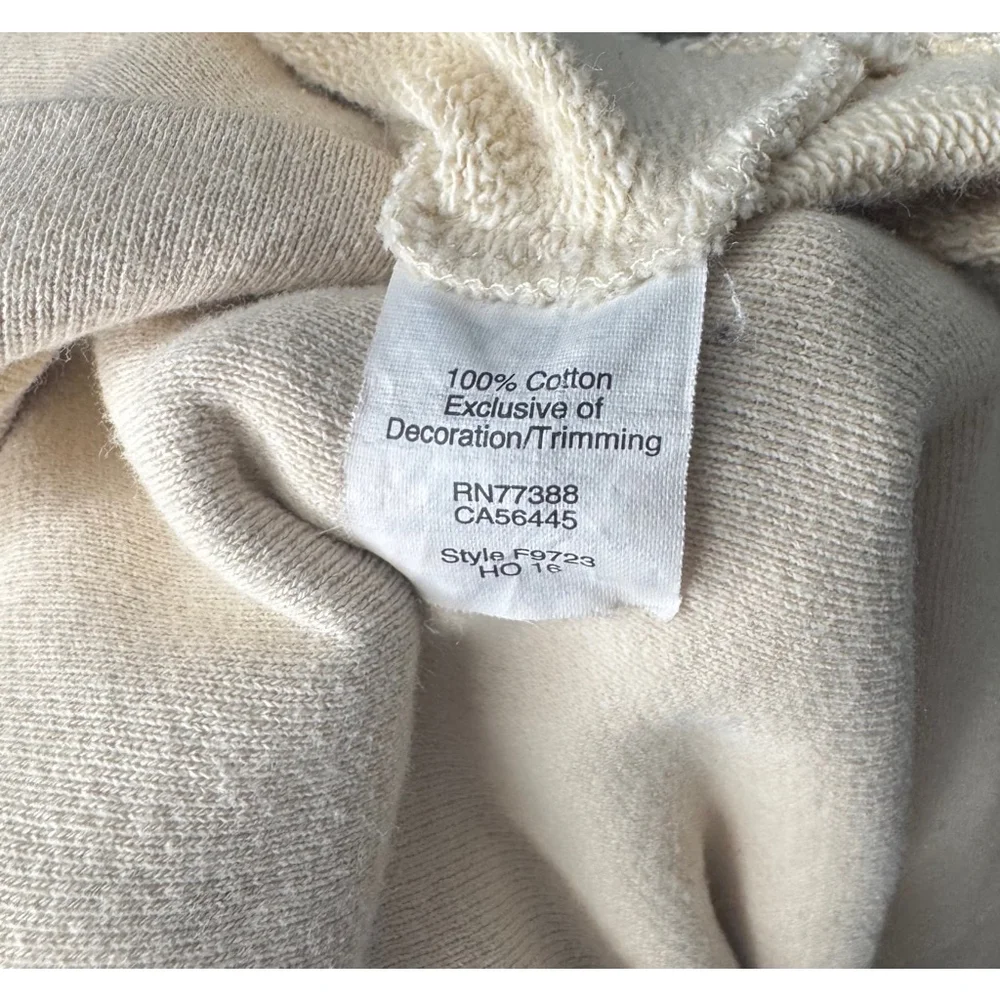 100% Cotton
Exclusive of
Decoration/Trimming
RN77388
CA56445
Style F9723
HO 16